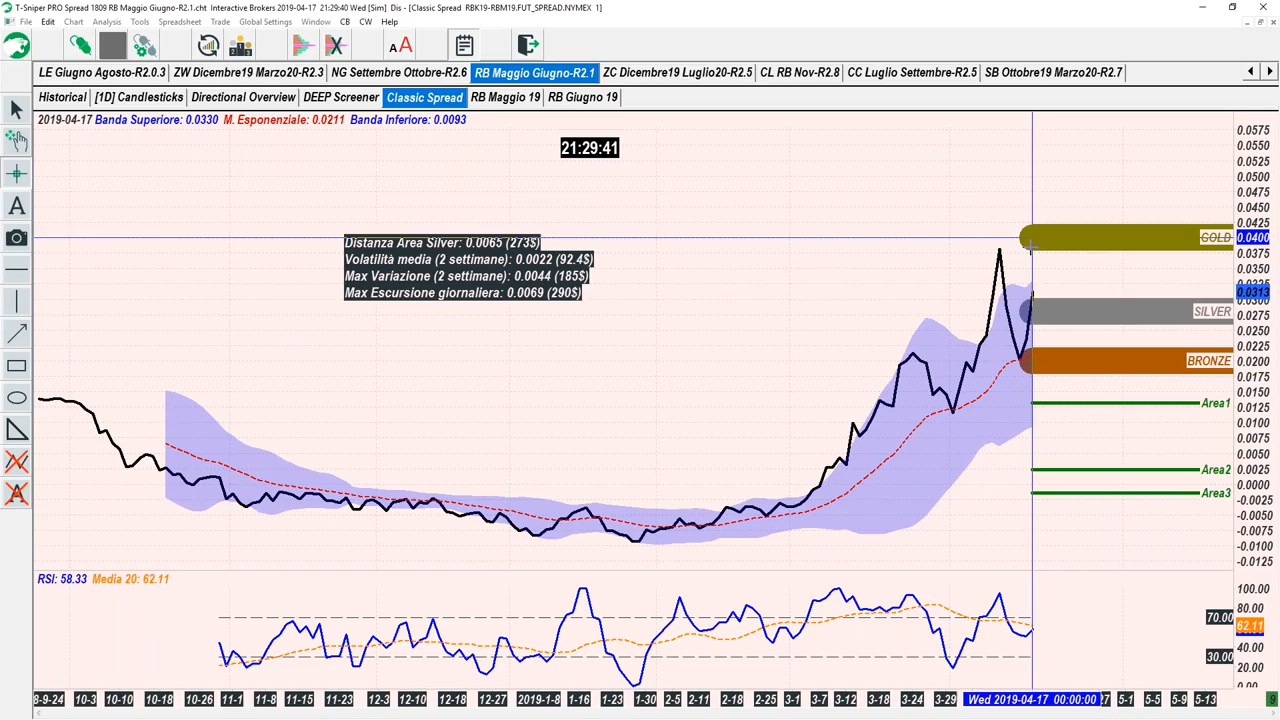 T-Sniper PRO Spread 1809 RB Maggio Giugno-R2.1.cht Interactive Brokers 2019-04-17 Wed [Sim] Dis - [Classic Spread RBK19-RBM19.FUT_SPREAD.NYMEX 1]
File Edit Chart Analysis Tools Spreadsheet Trade Global Settings Window CB CW Help
A A
LE Giugno Agosto-R2.0.3 ZW Dicembre19 Marzo20-R2.3 NG Settembre Ottobre-R2.6 RB Maggio Giugno-R2.1 ZC Dicembre19 Luglio20-R2.5 CL RB Nov-R2.8 CC Luglio Settembre-R2.5 SB Ottobre19 Marzo20-R2.7
Historical [1D] Candlesticks Directional Overview DEEP Screener Classic Spread RB Maggio 19 RB Giugno 19
2019-04-17 Banda Superiore: 0.0330 M. Esponenziale: 0.0211 Banda Inferiore: 0.0093
21:29:41
Distanza Area Silver: 0.0065 (273$)
Volatilità media (2 settimane): 0.0022 (92.4$)
Max Variazione (2 settimane): 0.0044 (185$)
Max Escursione giornaliera: 0.0069 (290$)
GOLD
SILVER
BRONZE
Area1
Area2
Area3
0.0575
0.0550
0.0525
0.0500
0.0475
0.0450
0.0425
0.0400
0.0375
0.0350
0.0313
0.0275
0.0250
0.0225
0.0200
0.0175
0.0150
0.0125
0.0100
0.0075
0.0050
0.0025
0.0000
-0.0025
-0.0050
-0.0075
-0.0100
-0.0125
RSI: 58.33 Media 20: 62.11
100.00
80.00
70.00
62.11
40.00
30.00
20.00
0.00
8-9-24 10-3 10-10 10-18 10-26 11-1 11-8 11-15 11-23 12-3 12-10 12-18 12-27 2019-1-8 1-16 1-23 1-30 2-5 2-11 2-18 2-25 3-1 3-7 3-12 3-18 3-24 3-29 Wed 2019-04-17 00:00:00 5-1 5-5 5-9 5-13 9